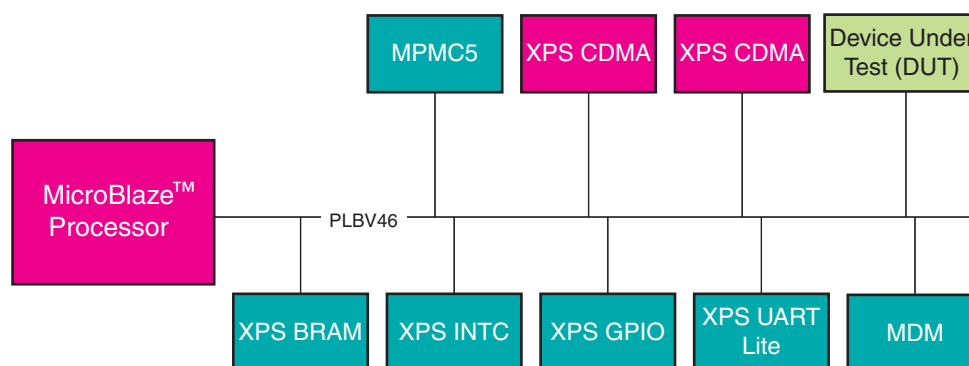 MPMC5
XPS CDMA
XPS CDMA
Device Under
Test (DUT)
MicroBlaze™
Processor
PLBV46
XPS BRAM
XPS INTC
XPS GPIO
XPS UART
Lite
MDM